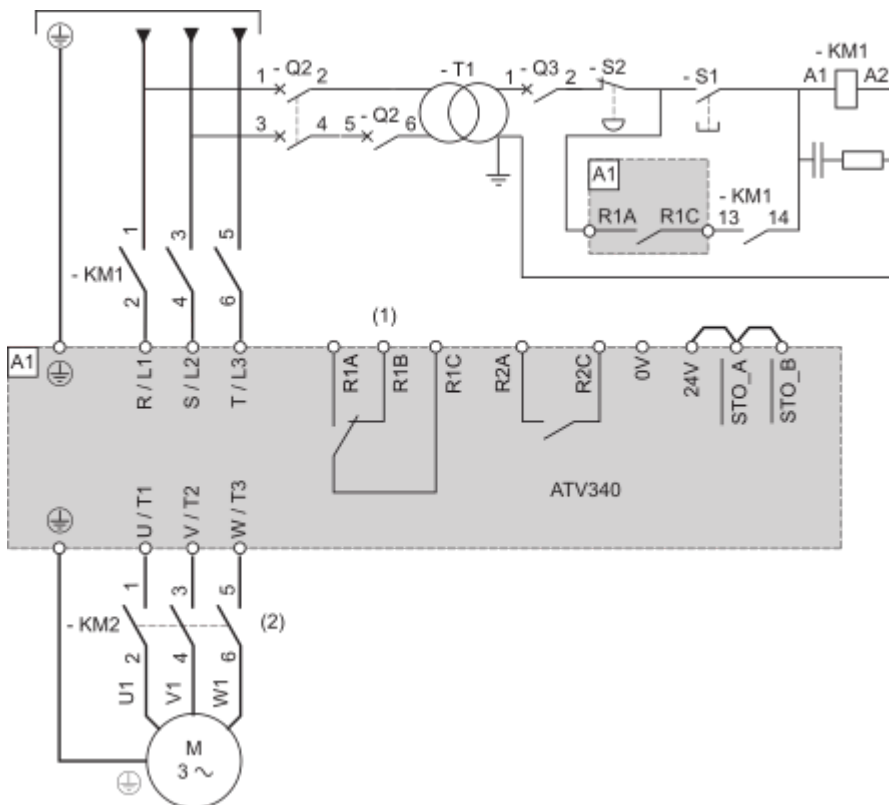 - Q2
1
2
- T1
1
- Q3
2
- S2
- S1
- KM1
A1
A2
3
4
5
- Q2
6
A1
R1A
R1C
- KM1
13
14
1
3
5
- KM1
2
4
6
(1)
A1
R / L1
S / L2
T / L3
R1A
R1B
R1C
R2A
R2C
0V
24V
STO_A
STO_B
ATV340
U / T1
V / T2
W / T3
1
3
5
- KM2
(2)
2
4
6
U1
V1
W1
M
3 ~